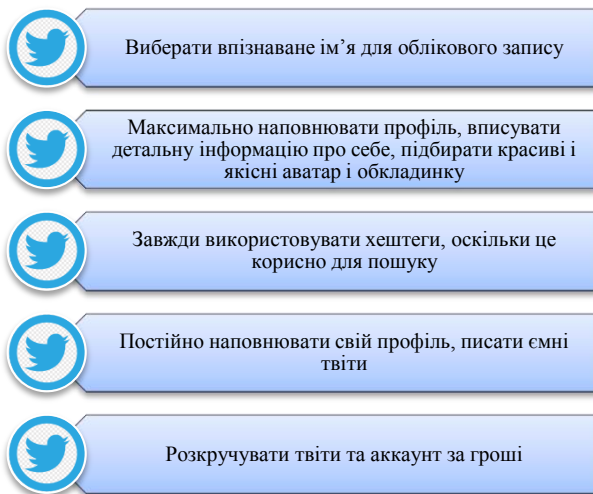 Виберати впізнаване ім’я для облікового запису
Максимально наповнювати профіль, вписувати
детальну інформацію про себе, підбирати красиві і
якісні аватар і обкладинку
Завжди використовувати хештеги, оскільки це
корисно для пошуку
Постійно наповнювати свій профіль, писати ємні
твіти
Розкручувати твіти та аккаунт за гроші